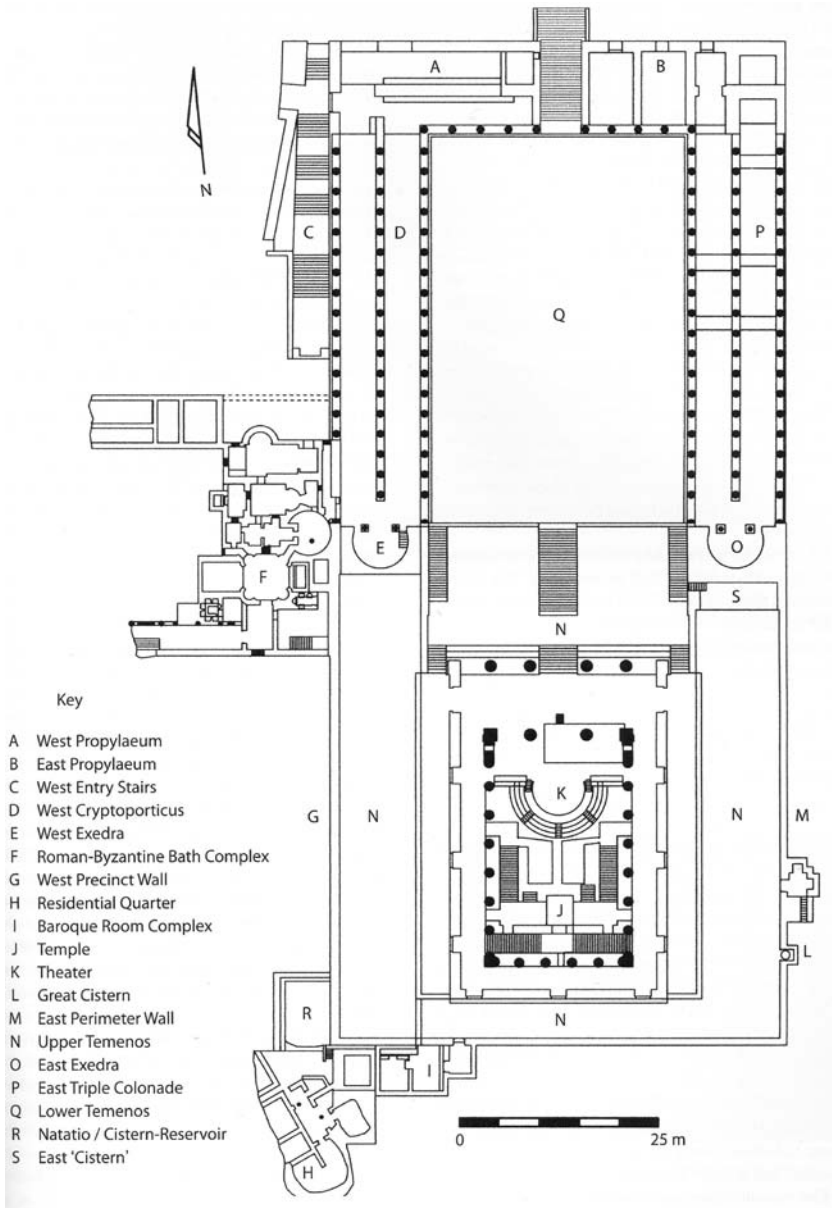 A
B
N
C
D
P
Q
E
O
F
S
N
K
G
N
N
M
J
L
R
N
I
H
0
25 m
Key
A West Propylaeum
B East Propylaeum
C West Entry Stairs
D West Cryptoporticus
E West Exedra
F Roman-Byzantine Bath Complex
G West Precinct Wall
H Residential Quarter
I Baroque Room Complex
J Temple
K Theater
L Great Cistern
M East Perimeter Wall
N Upper Temenos
O East Exedra
P East Triple Colonade
Q Lower Temenos
R Natatio / Cistern-Reservoir
S East 'Cistern'